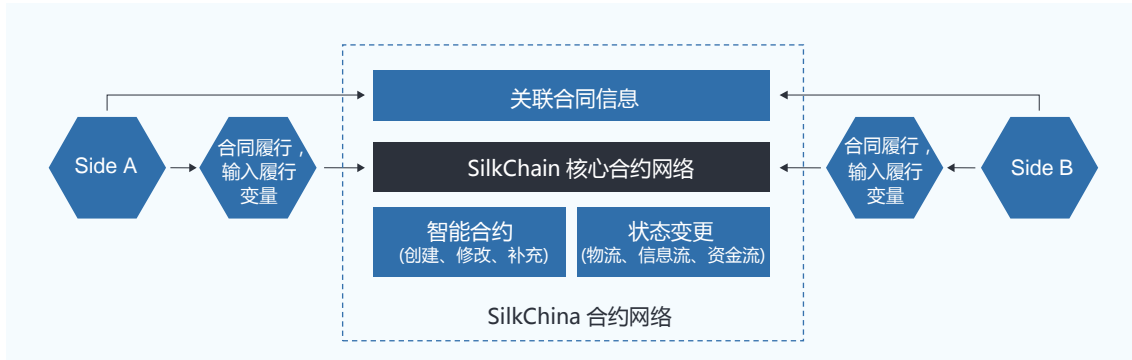 关联合同信息
Side A
合同履行，
输入履行
变量
SilkChain 核心合约网络
合同履行，
输入履行
变量
Side B
智能合约
(创建、修改、补充)
状态变更
(物流、信息流、资金流)
SilkChina 合约网络